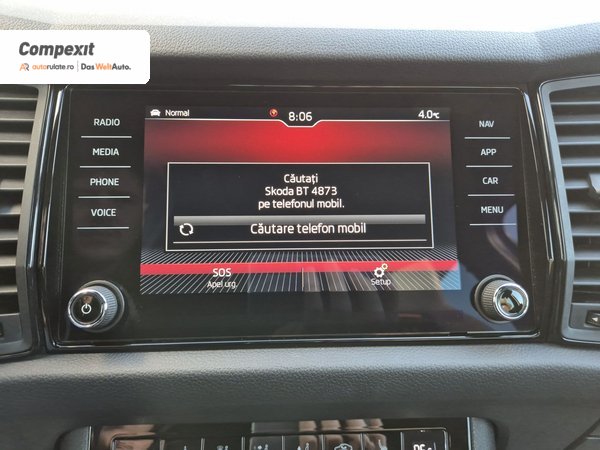 Compexit
AR autorulate.ro | Das WeltAuto.
Normal
8:06
4.0°C
RADIO
MEDIA
PHONE
VOICE
NAV
APP
CAR
MENU
Căutați
Skoda BT 4873
pe telefonul mobil.
Căutare telefon mobil
SOS
Apel urg.
Setup